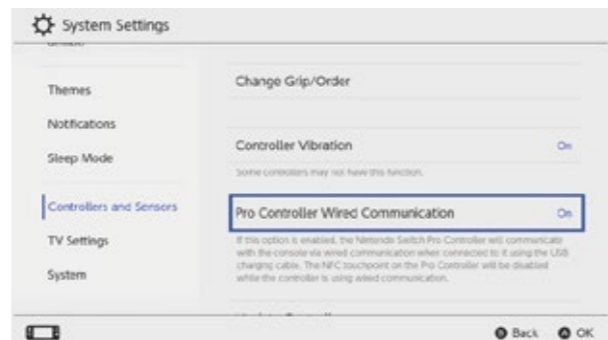 System Settings
Themes
Notifications
Sleep Mode
Controllers and Sensors
TV Settings
System
Change Grip/Order
Controller Vibration On
Some controllers may not have this function.
Pro Controller Wired Communication On
If this option is enabled, the Nintendo Switch Pro Controller will communicate
with the console via wired communication when connected to it using the USB
charging cable. The NFC touchpoint on the Pro Controller will be disabled
while the controller is using wired communication.
B Back A OK